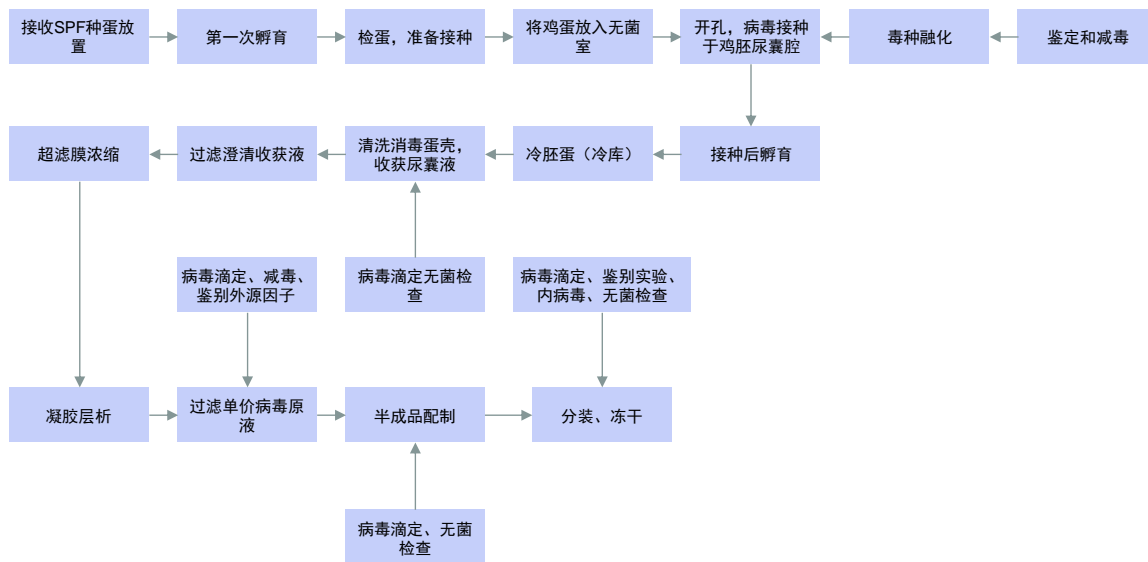 接收SPF种蛋放
置
第一次孵育
检蛋，准备接种
将鸡蛋放入无菌
室
开孔，病毒接种
于鸡胚尿囊腔
毒种融化
鉴定和减毒
超滤膜浓缩
过滤澄清收获液
清洗消毒蛋壳，
收获尿囊液
冷胚蛋（冷库）
接种后孵育
病毒滴定、减毒、
鉴别外源因子
病毒滴定无菌检
查
病毒滴定、鉴别实验、
内病毒、无菌检查
凝胶层析
过滤单价病毒原
液
半成品配制
分装、冻干
病毒滴定、无菌
检查